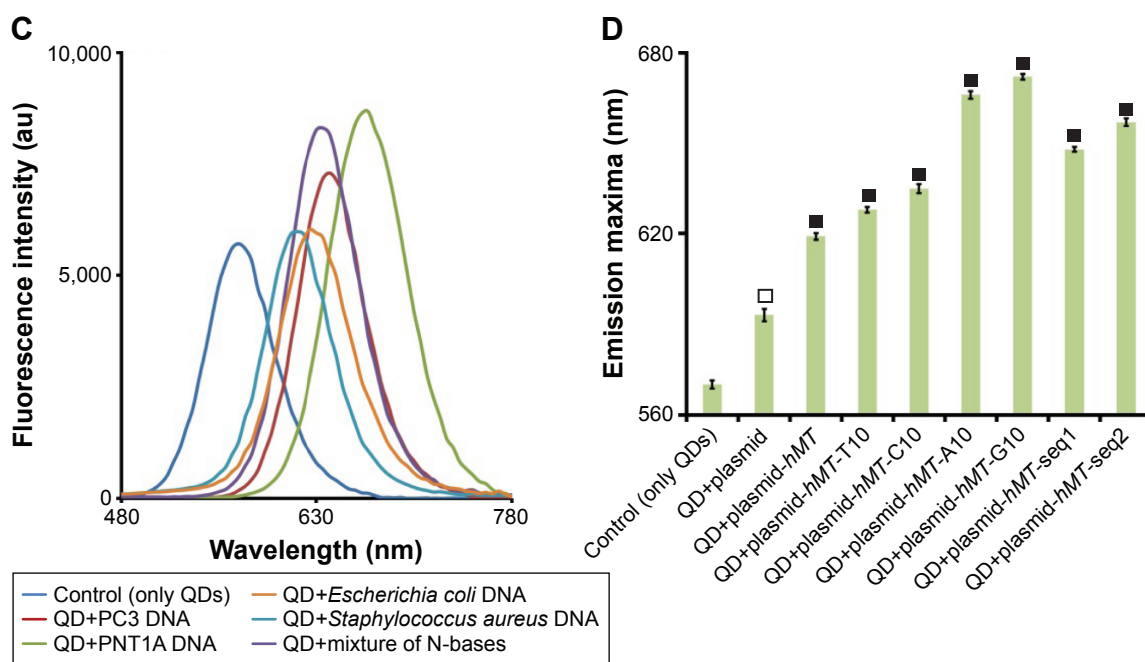 C
10,000
5,000
0
480
630
780
Fluorescence intensity (au)
Wavelength (nm)
Control (only QDs)
QD+PC3 DNA
QD+PNT1A DNA
QD+Escherichia coli DNA
QD+Staphylococcus aureus DNA
QD+mixture of N-bases
D
680
620
560
Emission maxima (nm)
Control (only QDs)
QD+plasmid
QD+plasmid-hMT
QD+plasmid-hMT-T10
QD+plasmid-hMT-C10
QD+plasmid-hMT-A10
QD+plasmid-hMT-G10
QD+plasmid-hMT-seq1
QD+plasmid-hMT-seq2